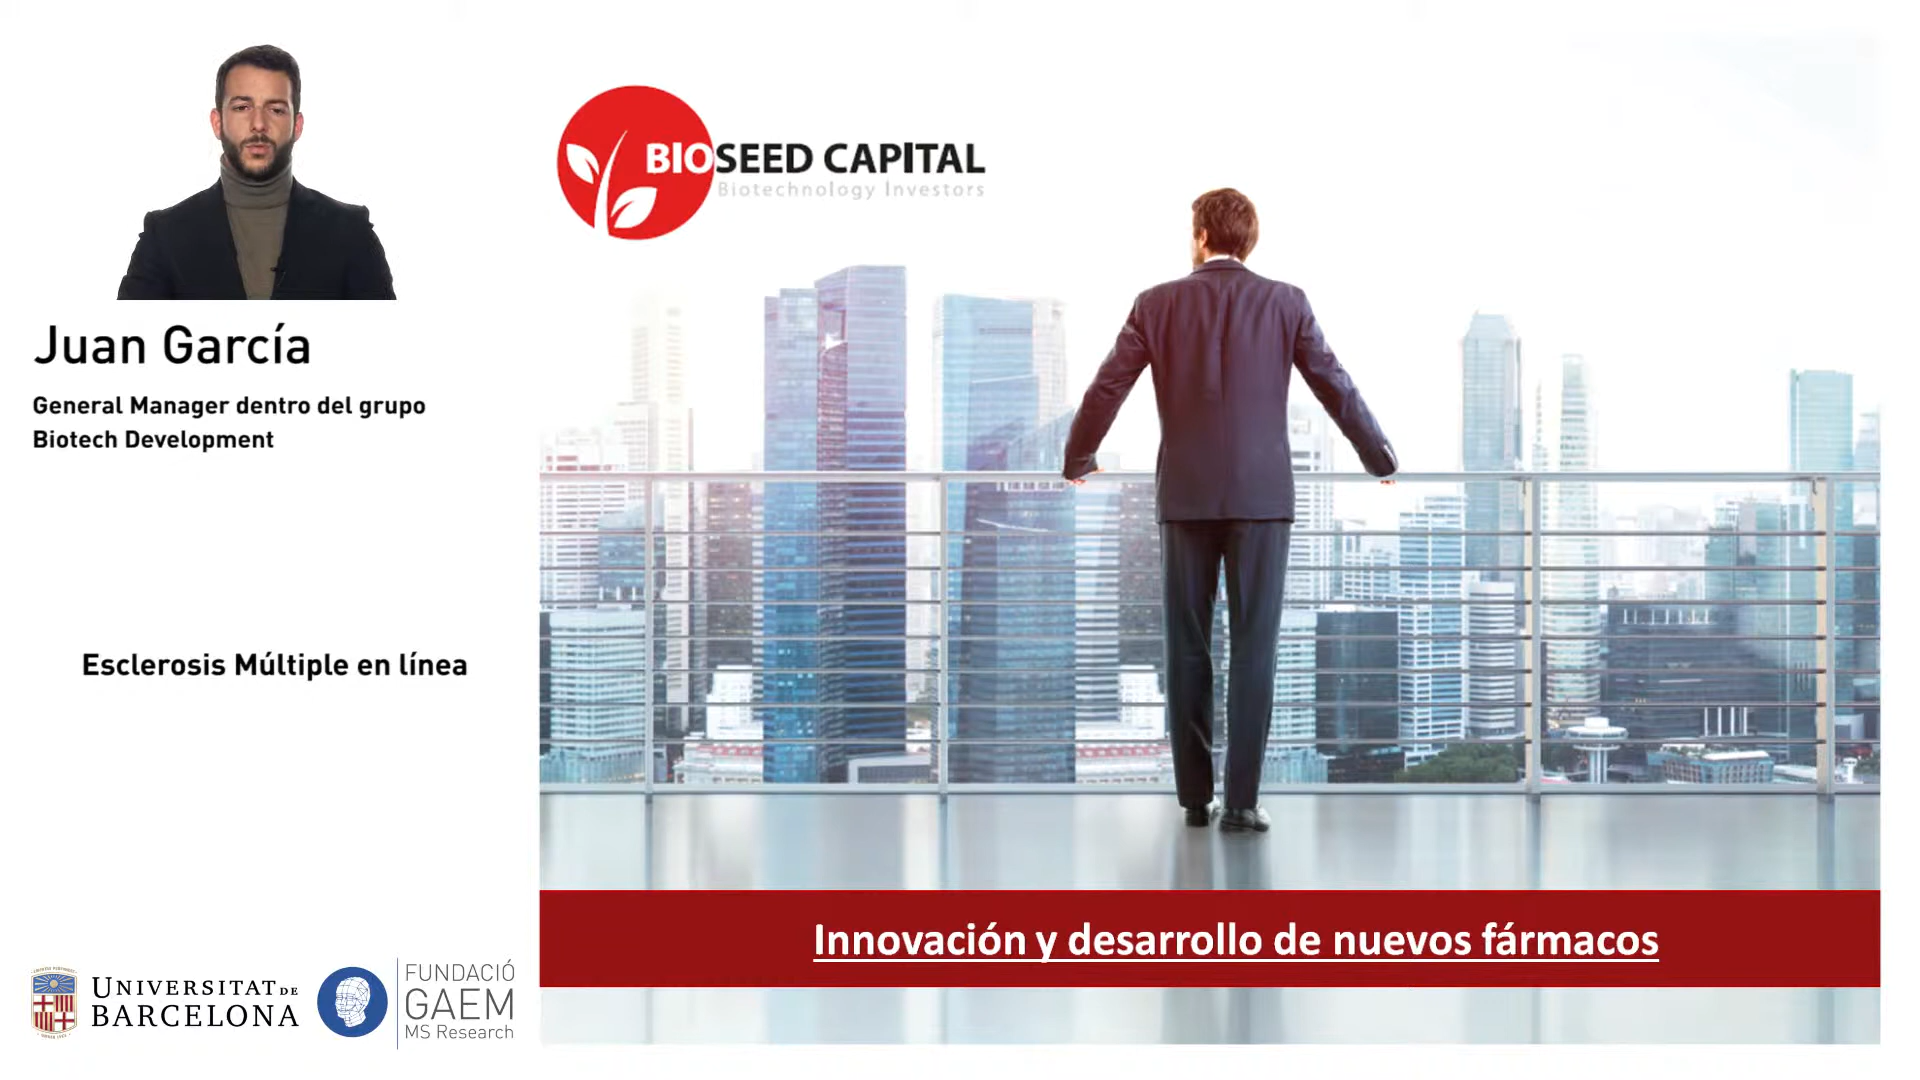 Juan García
General Manager dentro del grupo
Biotech Development
Esclerosis Múltiple en línea
UNIVERSITAT DE
BARCELONA
FUNDACIÓ
GAEM
MS Research
BIOSEED CAPITAL
Biotechnology Investors
Innovación y desarrollo de nuevos fármacos